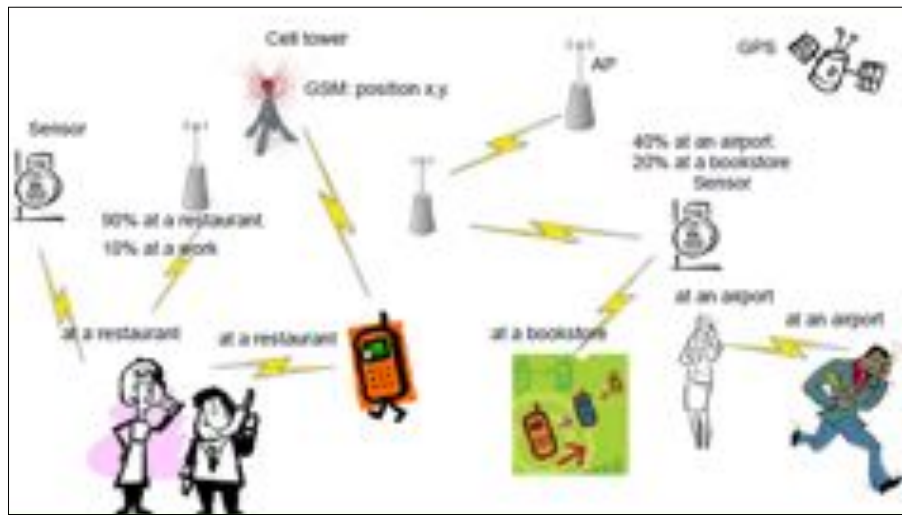 Cell tower
GPS
AP
GSM: position x,y
Sensor
40% at an airport
20% at a bookstore
Sensor
90% at a restaurant
10% at a work
at an airport
at a restaurant
at a restaurant
at a bookstore
at an airport